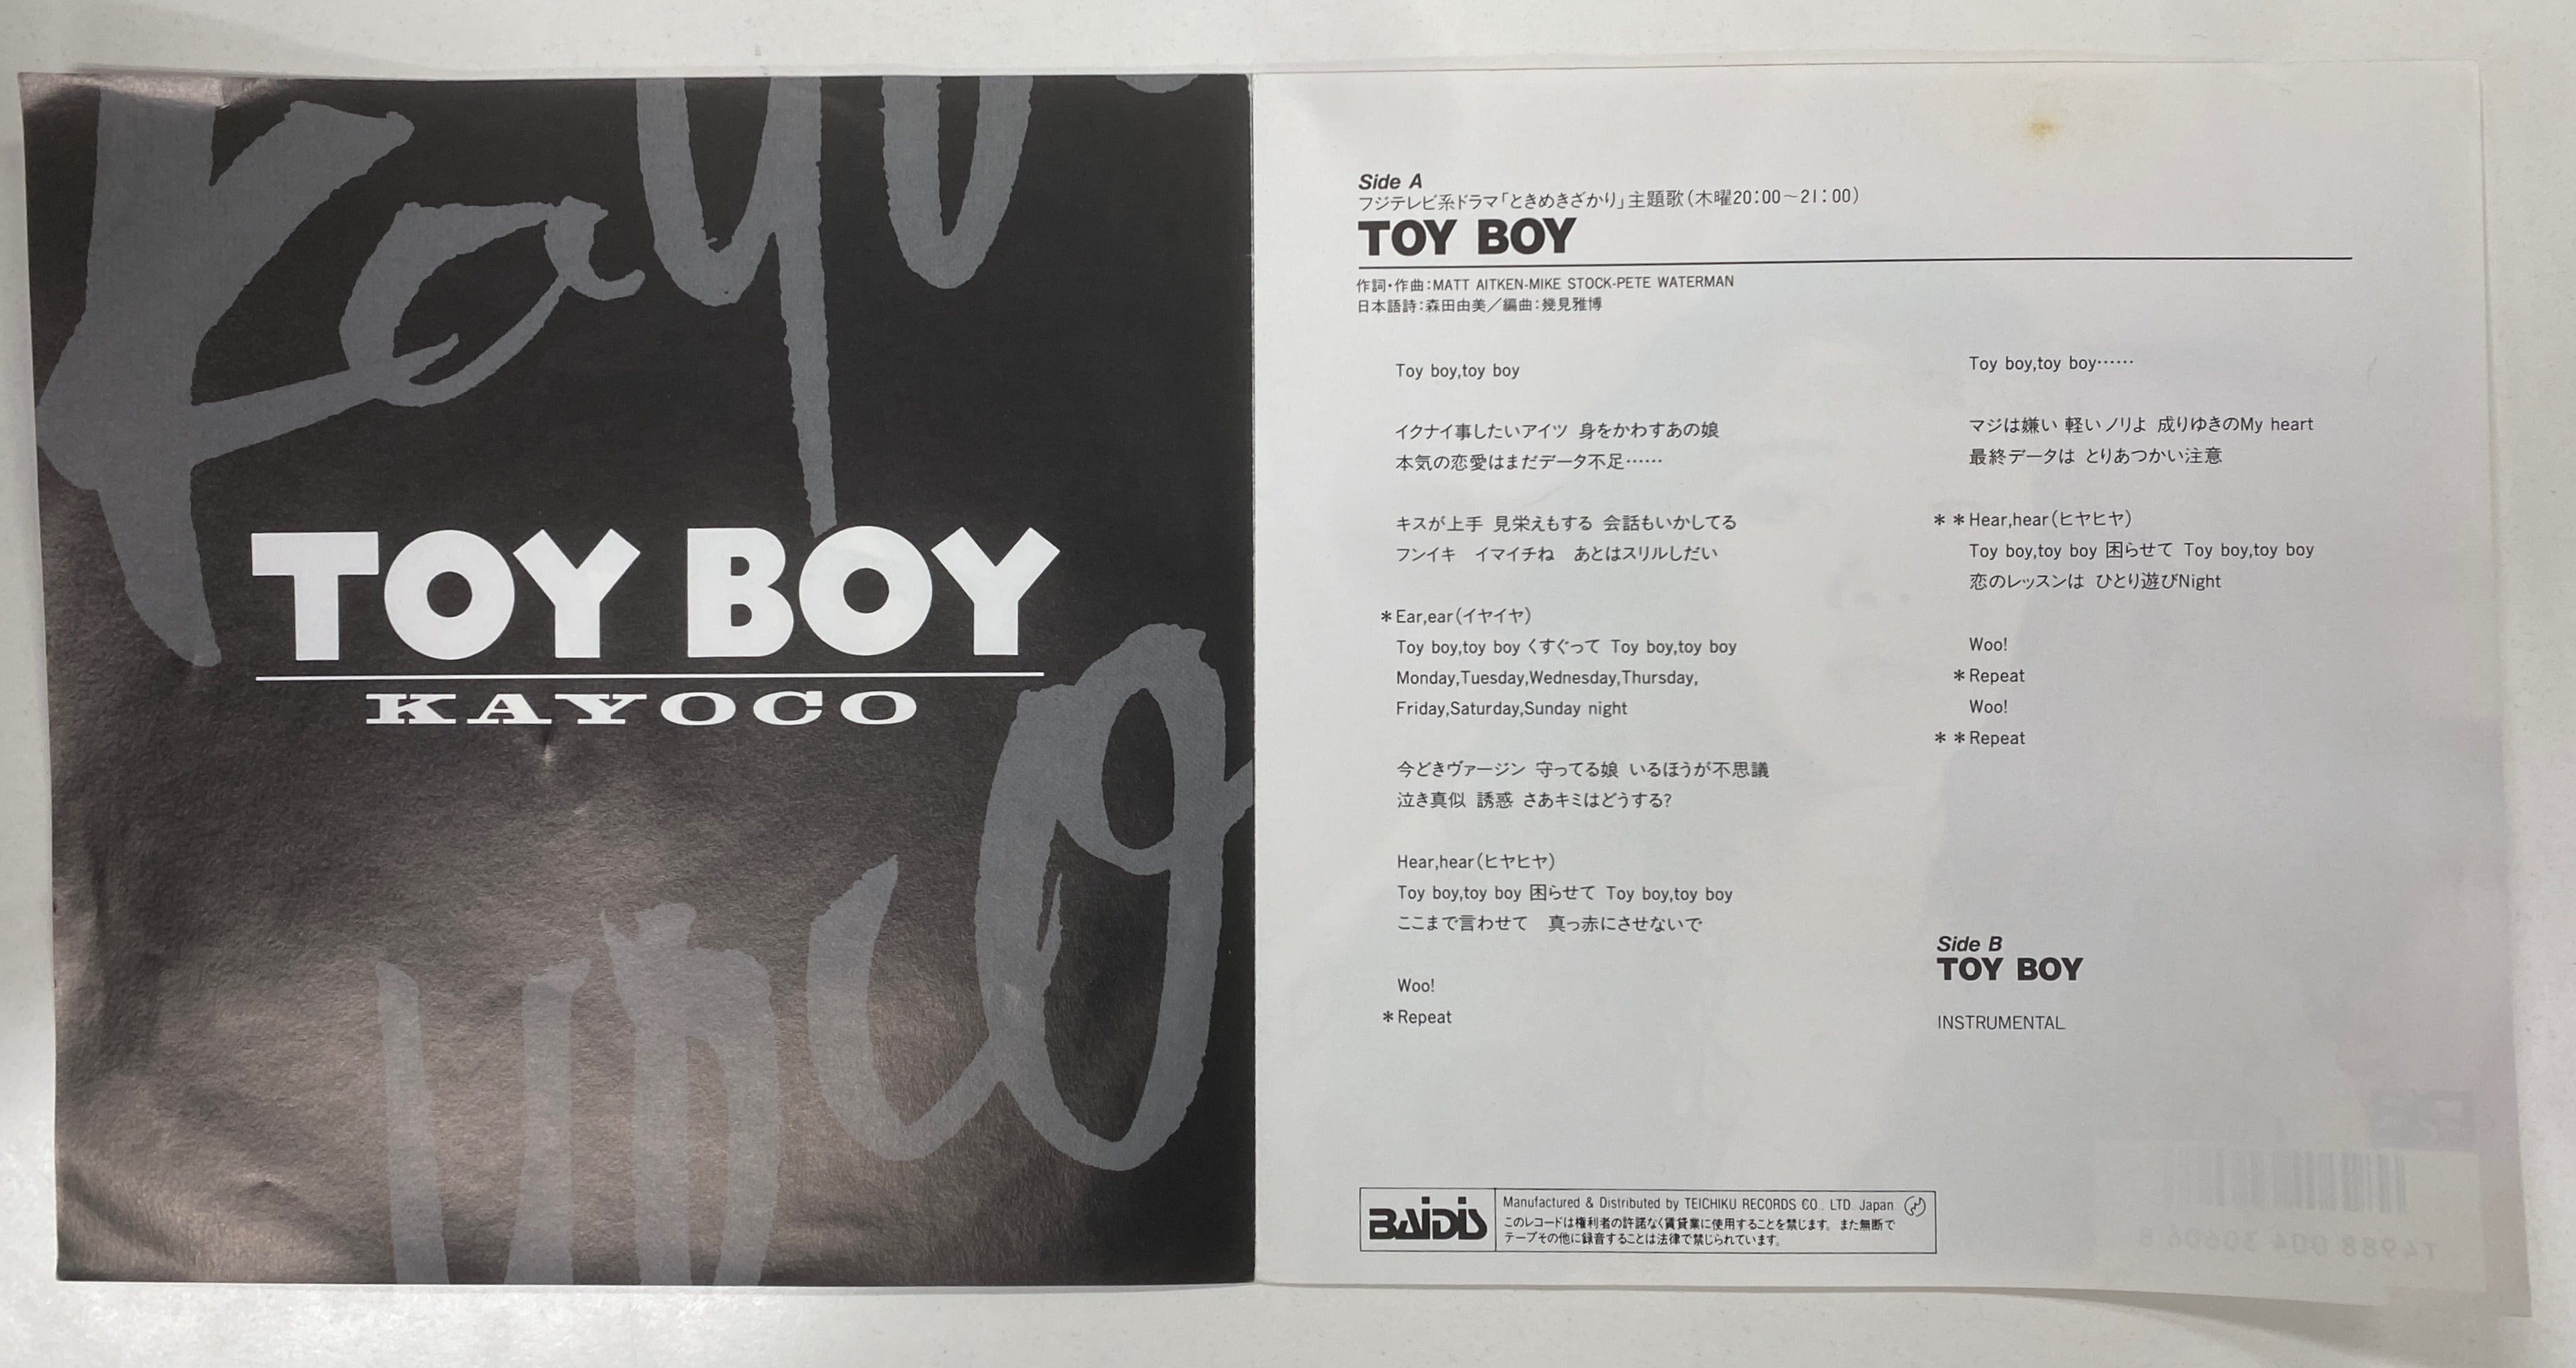 Kayo
TOY BOY
KAYOCO
Side A
フジテレビ系ドラマ「ときめきざかり」主題歌(木曜20:00〜21:00)
TOY BOY
作詞・作曲:MATT AITKEN-MIKE STOCK-PETE WATERMAN
日本語詩:森田由美/編曲:幾見雅博
Toy boy,toy boy
イクナイ事したいアイツ 身をかわすあの娘
本気の恋愛はまだデータ不足……
キスが上手 見栄えもする 会話もいかしてる
フンイキ イマイチね あとはスリルしだい
*Ear,ear(イヤイヤ)
Toy boy,toy boy くすぐって Toy boy,toy boy
Monday,Tuesday,Wednesday,Thursday,
Friday,Saturday,Sunday night
今どきヴァージン 守ってる娘 いるほうが不思議
泣き真似 誘惑 さあキミはどうする?
Hear,hear(ヒヤヒヤ)
Toy boy,toy boy 困らせて Toy boy,toy boy
ここまで言わせて 真っ赤にさせないで
Woo!
*Repeat
Toy boy,toy boy……
マジは嫌い 軽いノリよ 成りゆきのMy heart
最終データは とりあつかい注意
**Hear,hear(ヒヤヒヤ)
Toy boy,toy boy 困らせて Toy boy,toy boy
恋のレッスンは ひとり遊びNight
Woo!
*Repeat
Woo!
**Repeat
Side B
TOY BOY
INSTRUMENTAL
BAiDiS
Manufactured & Distributed by TEICHIKU RECORDS CO., LTD. Japan
このレコードは権利者の許諾なく賃貸業に使用することを禁じます。また無断で
テープその他に録音することは法律で禁じられています。